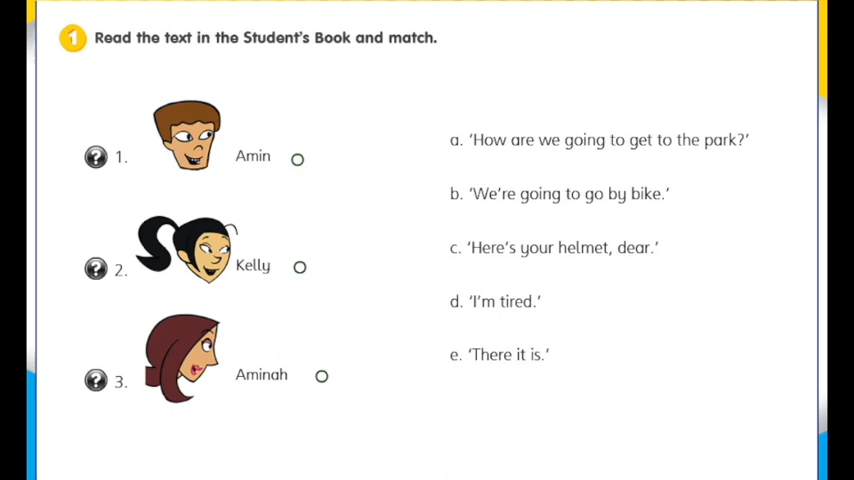 1 Read the text in the Student's Book and match.
? 1. Amin
a. 'How are we going to get to the park?'
b. 'We're going to go by bike.'
? 2. Kelly
c. 'Here's your helmet, dear.'
d. 'I'm tired.'
? 3. Aminah
e. 'There it is.'